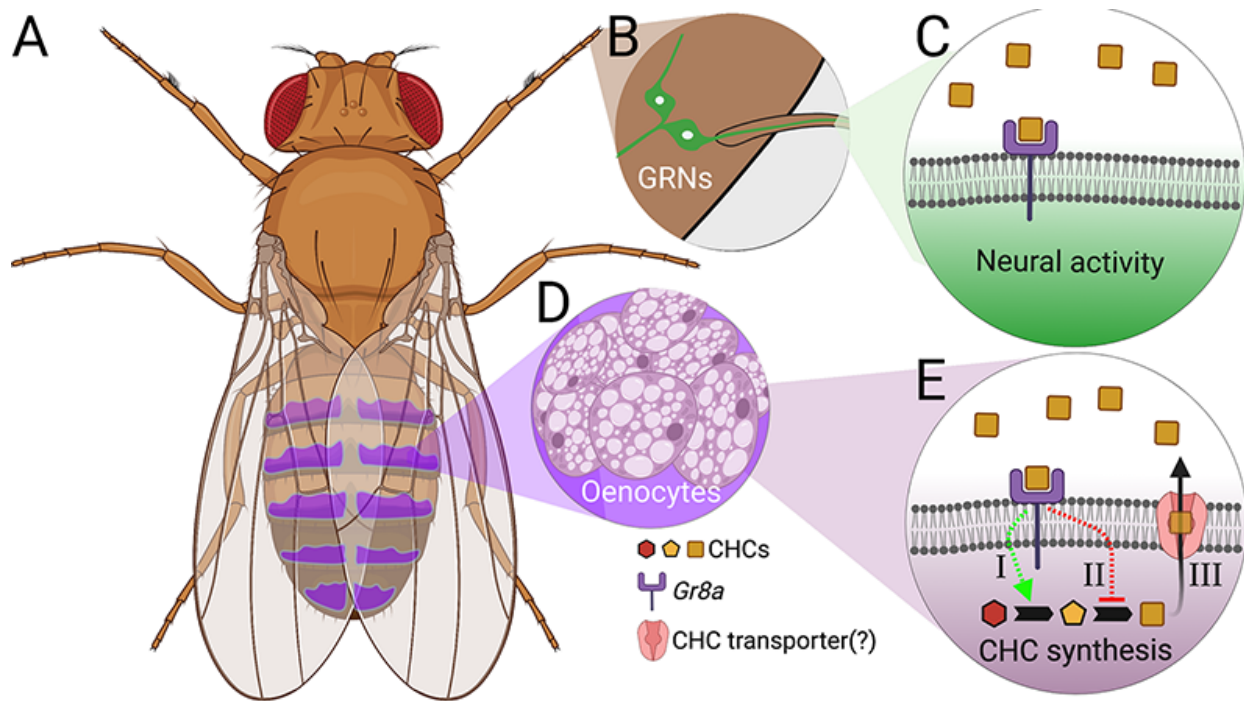 A
B
GRNs
C
Neural activity
D
Oenocytes
CHCs
Gr8a
CHC transporter(?)
E
I
II
III
CHC synthesis